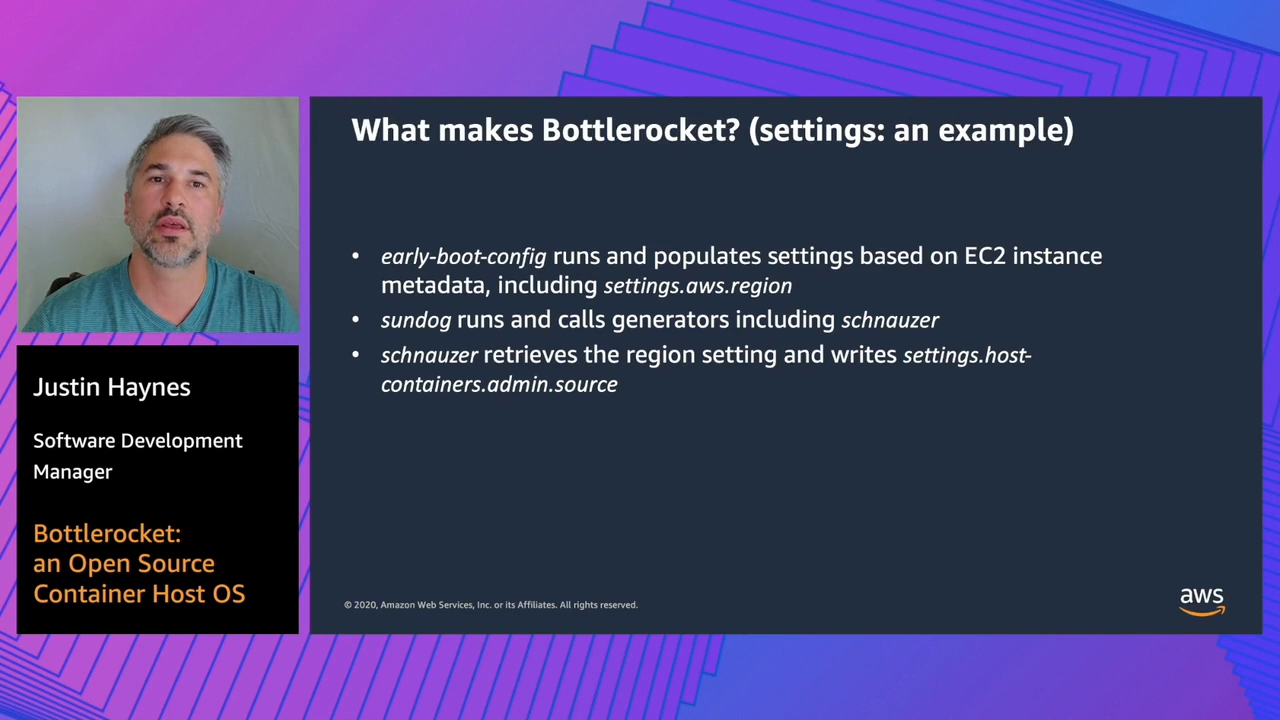 What makes Bottlerocket? (settings: an example)
• early-boot-config runs and populates settings based on EC2 instance
metadata, including settings.aws.region
• sundog runs and calls generators including schnauzer
• schnauzer retrieves the region setting and writes settings.host-
containers.admin.source
Justin Haynes
Software Development
Manager
Bottlerocket:
an Open Source
Container Host OS
© 2020, Amazon Web Services, Inc. or its Affiliates. All rights reserved.
aws